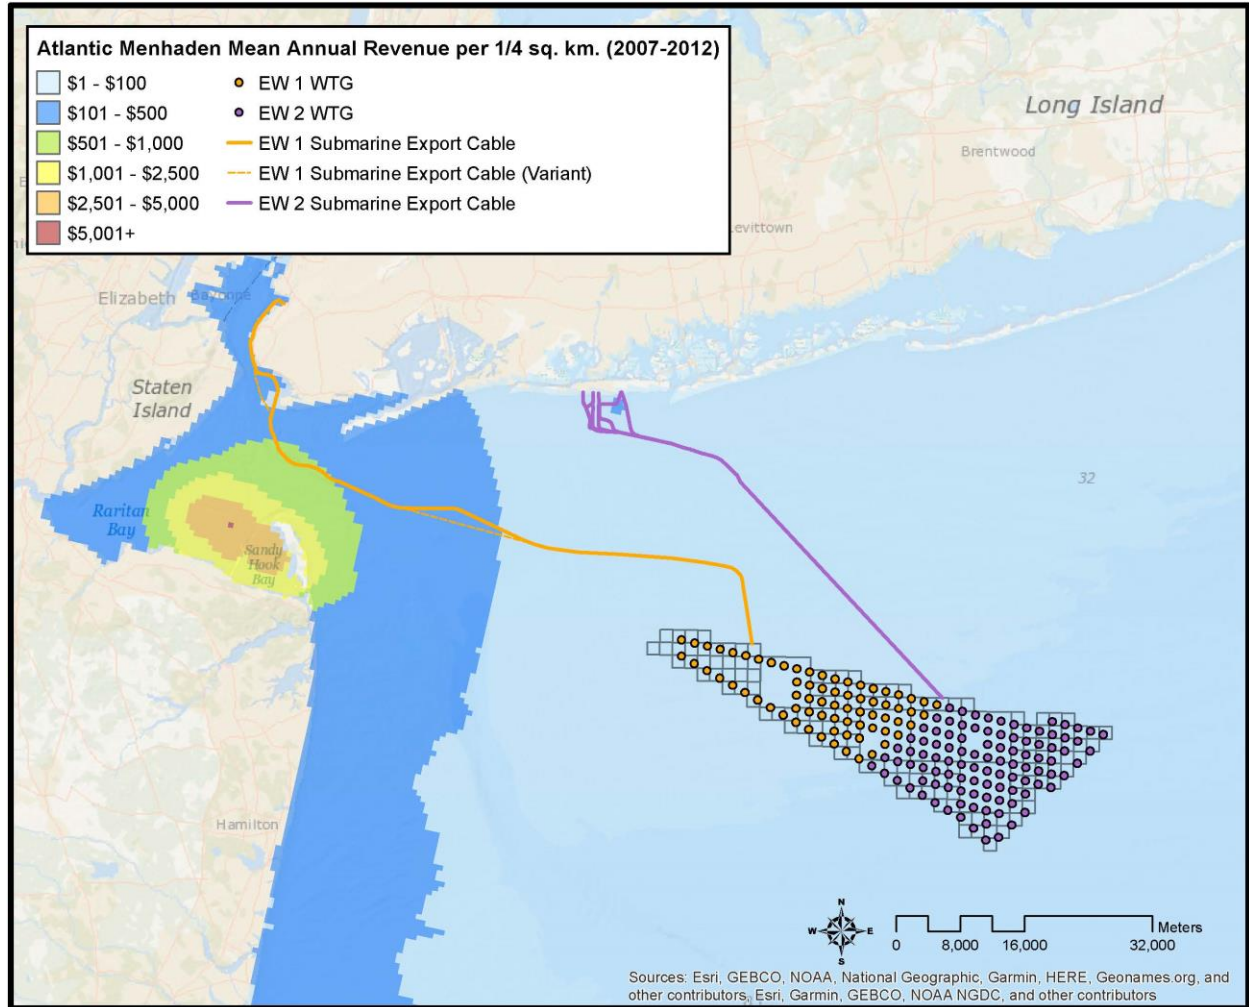 Atlantic Menhaden Mean Annual Revenue per 1/4 sq. km. (2007-2012)
$1 - $100
$101 - $500
$501 - $1,000
$1,001 - $2,500
$2,501 - $5,000
$5,001+
EW 1 WTG
EW 2 WTG
EW 1 Submarine Export Cable
EW 1 Submarine Export Cable (Variant)
EW 2 Submarine Export Cable
Long Island
Brentwood
Elizabeth
Bayonne
Staten
Island
32
Raritan
Bay
Sandy
Hook
Bay
Hamilton
N
W
E
S
Meters
0
8,000
16,000
32,000
Sources: Esri, GEBCO, NOAA, National Geographic, Garmin, HERE, Geonames.org, and
other contributors, Esri, Garmin, GEBCO, NOAA NGDC, and other contributors